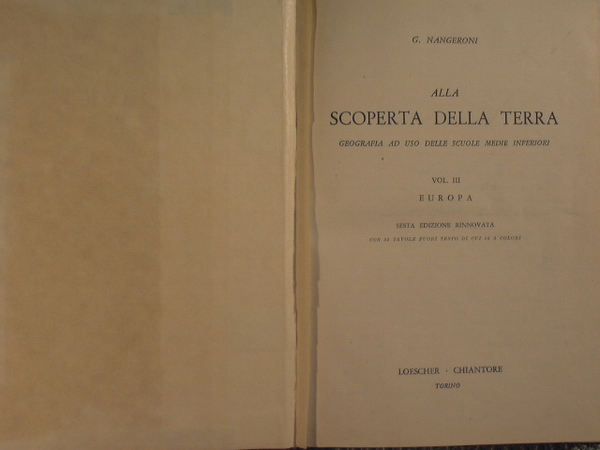 G. NANGERONI
ALLA
SCOPERTA DELLA TERRA
GEOGRAFIA AD USO DELLE SCUOLE MEDIE INFERIORI
VOL. III
EUROPA
SESTA EDIZIONE RINNOVATA
CON TAVOLE FUORI TESTO DI CUI A COLORI
LOESCHER - CHIANTORE
TORINO